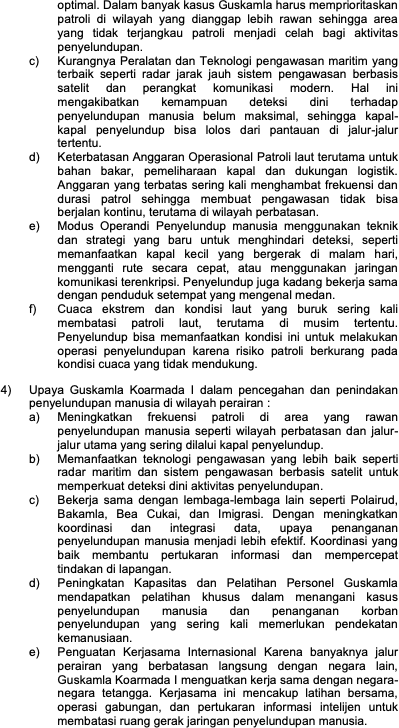 optimal. Dalam banyak kasus Guskamla harus memprioritaskan
patroli di wilayah yang dianggap lebih rawan sehingga area
yang tidak terjangkau patroli menjadi celah bagi aktivitas
penyelundupan.
c) Kurangnya Peralatan dan Teknologi pengawasan maritim yang
terbaik seperti radar jarak jauh sistem pengawasan berbasis
satelit dan perangkat komunikasi modern. Hal ini
mengakibatkan kemampuan deteksi dini terhadap
penyelundupan manusia belum maksimal, sehingga kapal-
kapal penyelundup bisa lolos dari pantauan di jalur-jalur
tertentu.
d) Keterbatasan Anggaran Operasional Patroli laut terutama untuk
bahan bakar, pemeliharaan kapal dan dukungan logistik.
Anggaran yang terbatas sering kali menghambat frekuensi dan
durasi patrol sehingga membuat pengawasan tidak bisa
berjalan kontinu, terutama di wilayah perbatasan.
e) Modus Operandi Penyelundup manusia menggunakan teknik
dan strategi yang baru untuk menghindari deteksi, seperti
memanfaatkan kapal kecil yang bergerak di malam hari,
mengganti rute secara cepat, atau menggunakan jaringan
komunikasi terenkripsi. Penyelundup juga kadang bekerja sama
dengan penduduk setempat yang mengenal medan.
f) Cuaca ekstrem dan kondisi laut yang buruk sering kali
membatasi patroli laut, terutama di musim tertentu.
Penyelundup bisa memanfaatkan kondisi ini untuk melakukan
operasi penyelundupan karena risiko patroli berkurang pada
kondisi cuaca yang tidak mendukung.
4) Upaya Guskamla Koarmada I dalam pencegahan dan penindakan
penyelundupan manusia di wilayah perairan :
a) Meningkatkan frekuensi patroli di area yang rawan
penyelundupan manusia seperti wilayah perbatasan dan jalur-
jalur utama yang sering dilalui kapal penyelundup.
b) Memanfaatkan teknologi pengawasan yang lebih baik seperti
radar maritim dan sistem pengawasan berbasis satelit untuk
memperkuat deteksi dini aktivitas penyelundupan.
c) Bekerja sama dengan lembaga-lembaga lain seperti Polairud,
Bakamla, Bea Cukai, dan Imigrasi. Dengan meningkatkan
koordinasi dan integrasi data, upaya penanganan
penyelundupan manusia menjadi lebih efektif. Koordinasi yang
baik membantu pertukaran informasi dan mempercepat
tindakan di lapangan.
d) Peningkatan Kapasitas dan Pelatihan Personel Guskamla
mendapatkan pelatihan khusus dalam menangani kasus
penyelundupan manusia dan penanganan korban
penyelundupan yang sering kali memerlukan pendekatan
kemanusiaan.
e) Penguatan Kerjasama Internasional Karena banyaknya jalur
perairan yang berbatasan langsung dengan negara lain,
Guskamla Koarmada I menguatkan kerja sama dengan negara-
negara tetangga. Kerjasama ini mencakup latihan bersama,
operasi gabungan, dan pertukaran informasi intelijen untuk
membatasi ruang gerak jaringan penyelundupan manusia.